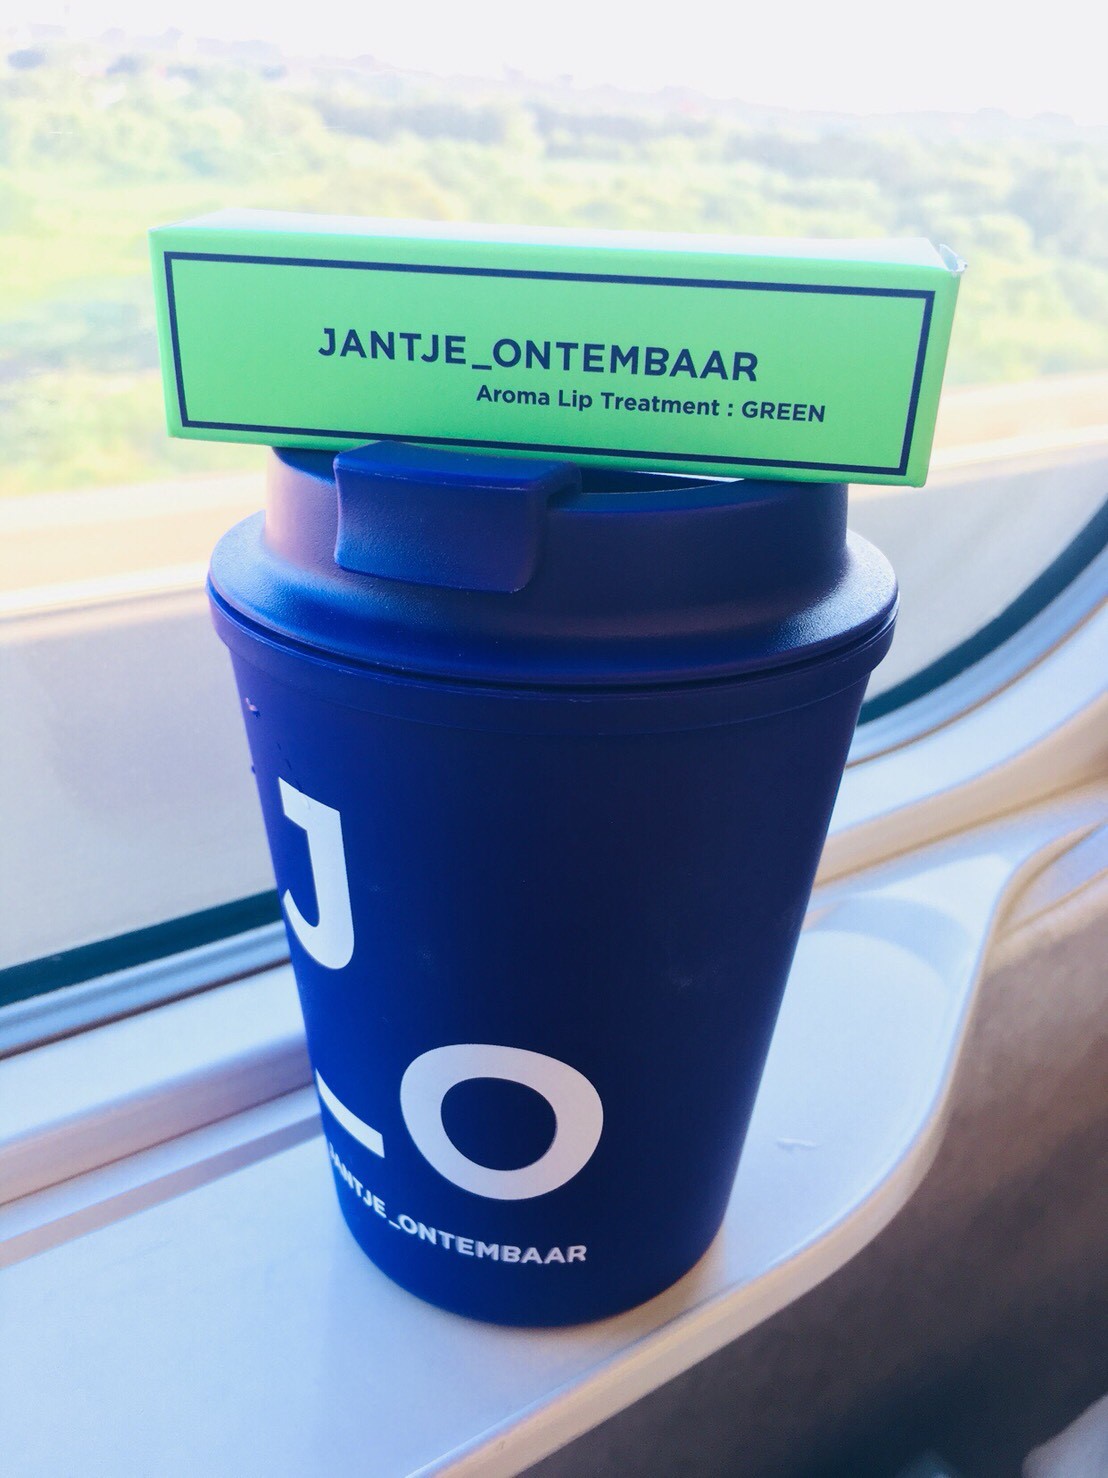 JANTJE_ONTEMBAAR
Aroma Lip Treatment : GREEN
J
_O
JANTJE_ONTEMBAAR